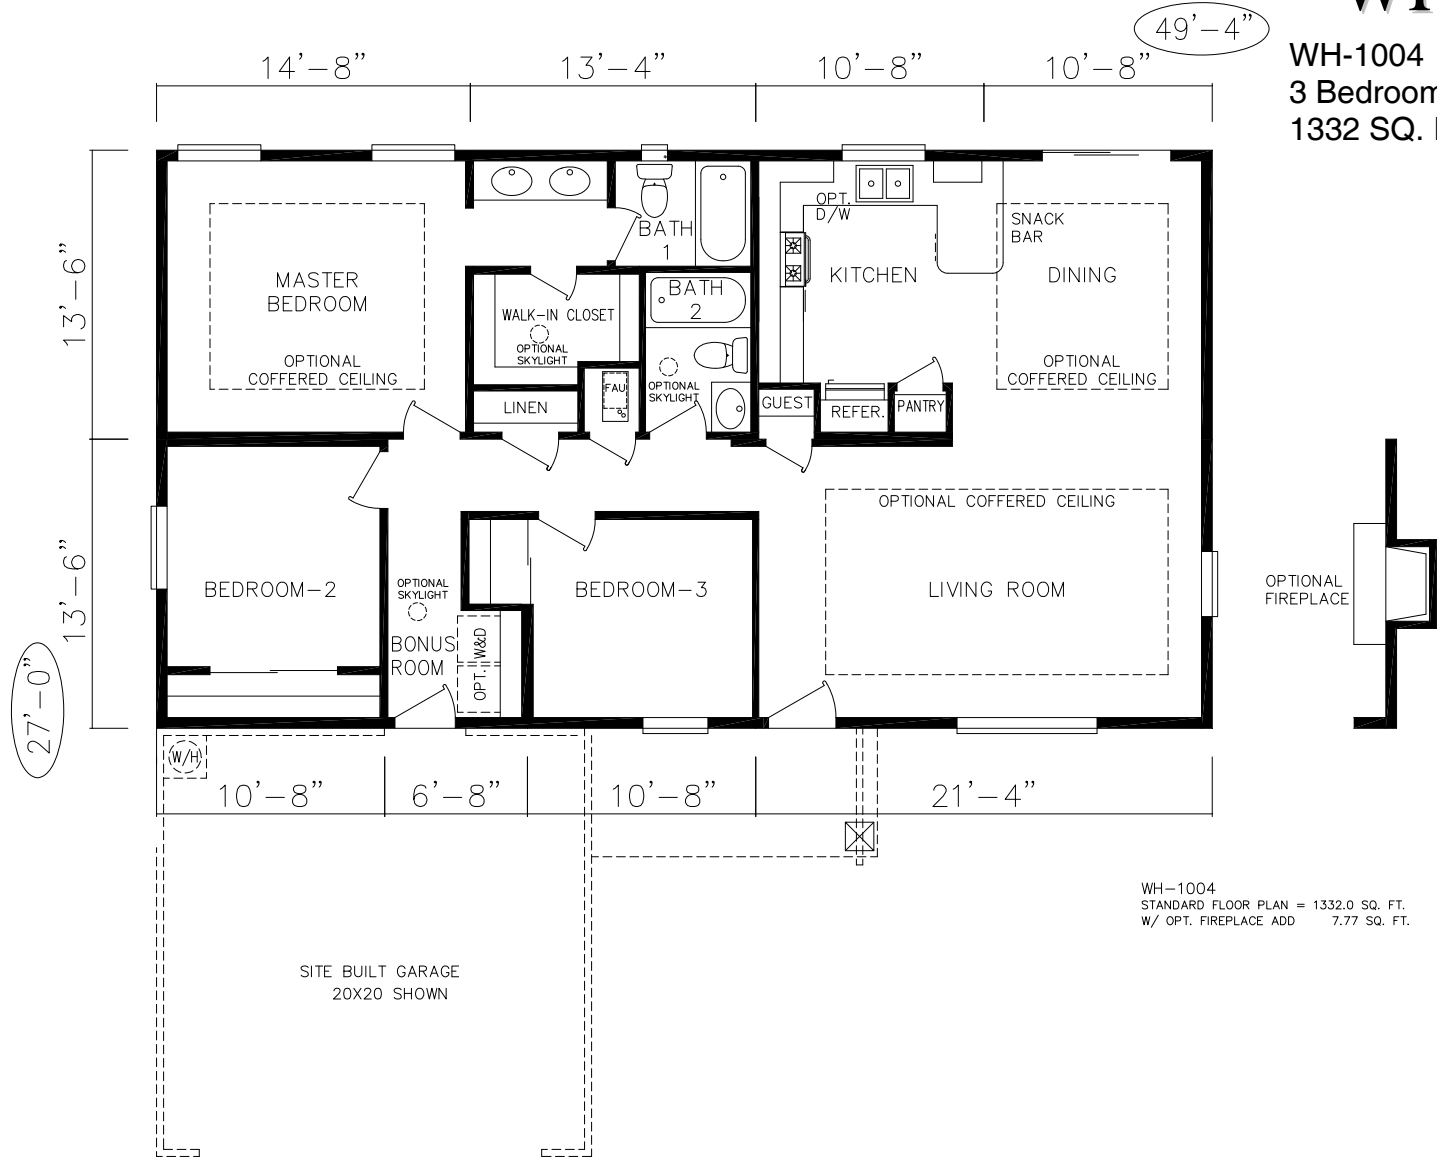 49'-4"
WH-1004
3 Bedroom
1332 SQ.
14'-8"
13'-4"
10'-8"
10'-8"
OPT.
D/W
SNACK
BAR
BATH
1
KITCHEN
DINING
MASTER
BEDROOM
BATH
2
WALK-IN CLOSET
OPTIONAL
SKYLIGHT
OPTIONAL
COFFERED CEILING
OPTIONAL
COFFERED CEILING
FAU
OPTIONAL
SKYLIGHT
LINEN
GUEST
REFER.
PANTRY
13'-6"
13'-6"
27'-0"
OPTIONAL COFFERED CEILING
BEDROOM-2
OPTIONAL
SKYLIGHT
BEDROOM-3
LIVING ROOM
OPTIONAL
FIREPLACE
BONUS
ROOM
OPT. W&D
W/H
10'-8"
6'-8"
10'-8"
21'-4"
WH-1004
STANDARD FLOOR PLAN = 1332.0 SQ. FT.
W/ OPT. FIREPLACE ADD 7.77 SQ. FT.
SITE BUILT GARAGE
20X20 SHOWN